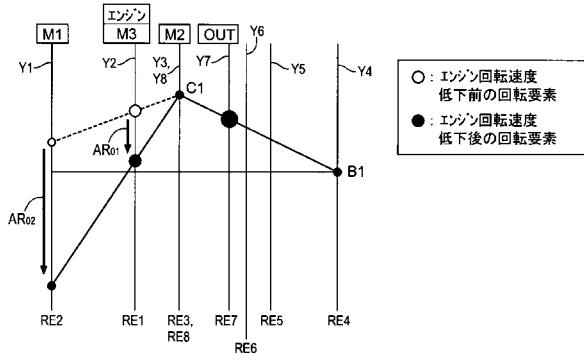 エンジン
M1
M3
M2
OUT
Y6
Y1
Y2
Y3,
Y8
Y7
Y5
Y4
C1
AR01
AR02
B1
RE2
RE1
RE3,
RE8
RE7
RE6
RE5
RE4
○ : エンジン回転速度
低下前の回転要素
● : エンジン回転速度
低下後の回転要素